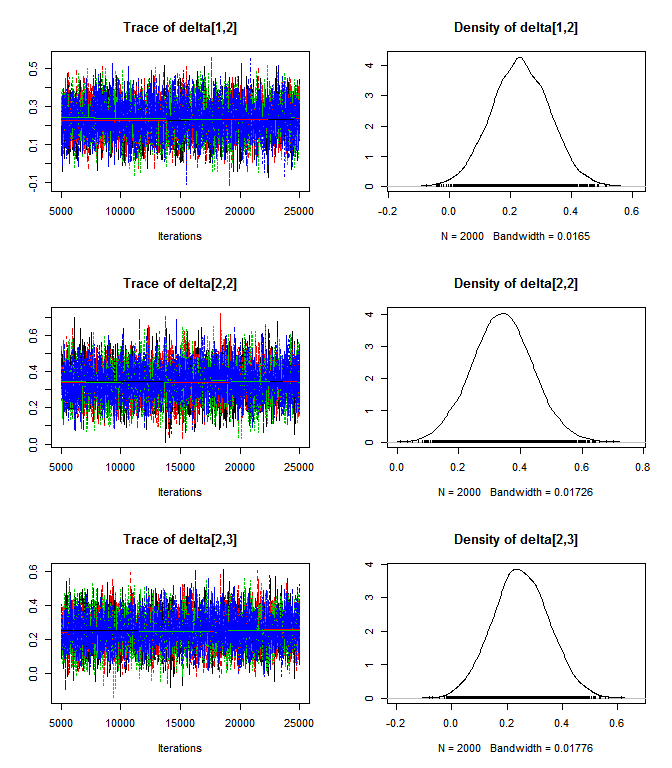 Trace of delta[1,2]
-0.1 0.1 0.3 0.5
5000 10000 15000 20000 25000
Iterations
Density of delta[1,2]
0 1 2 3 4
-0.2 0.0 0.2 0.4 0.6
N = 2000 Bandwidth = 0.0165
Trace of delta[2,2]
0.0 0.2 0.4 0.6
5000 10000 15000 20000 25000
Iterations
Density of delta[2,2]
0 1 2 3 4
0.0 0.2 0.4 0.6 0.8
N = 2000 Bandwidth = 0.01726
Trace of delta[2,3]
0.0 0.2 0.4 0.6
5000 10000 15000 20000 25000
Iterations
Density of delta[2,3]
0 1 2 3 4
-0.2 0.0 0.2 0.4 0.6
N = 2000 Bandwidth = 0.01776